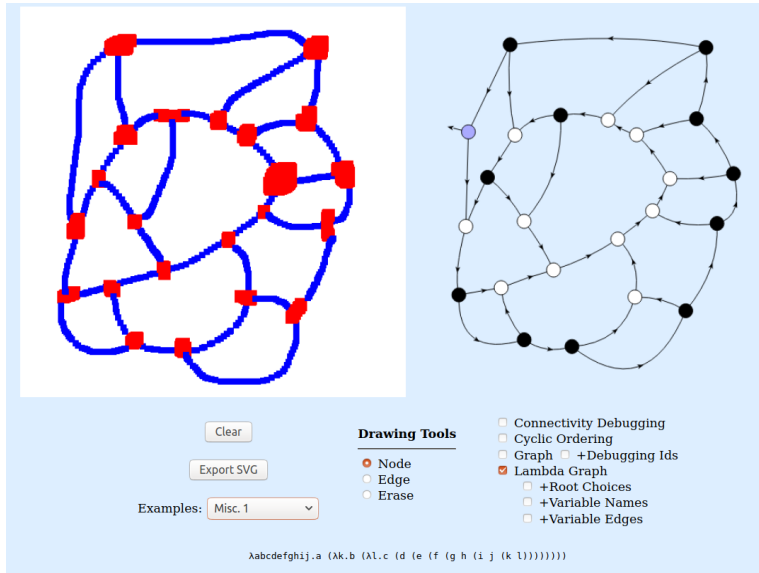 Clear
Export SVG
Examples: Misc. 1
Drawing Tools
Node
Edge
Erase
Connectivity Debugging
Cyclic Ordering
Graph +Debugging Ids
Lambda Graph
+Root Choices
+Variable Names
+Variable Edges
λabcdefghij.a (λk.b (λl.c (d (e (f (g h (i j (k l))))))))